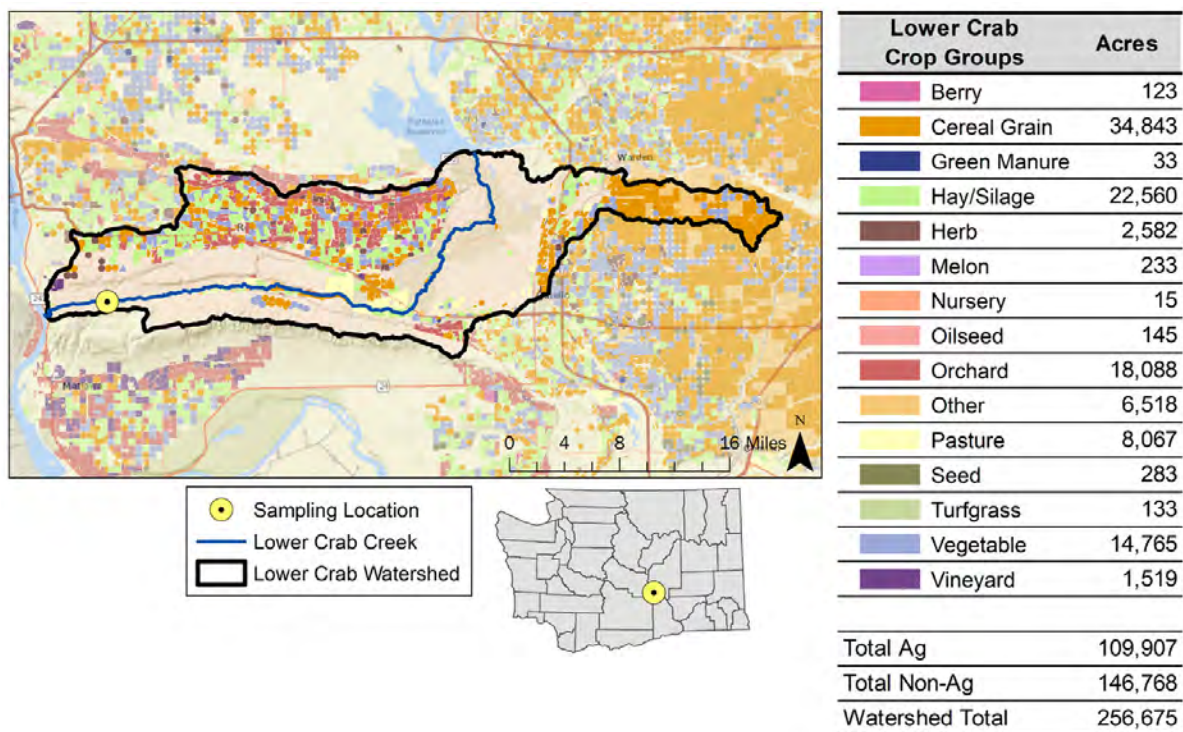 Warden
24
26
N
0 4 8 16 Miles
Sampling Location
Lower Crab Creek
Lower Crab Watershed
Lower Crab
Crop Groups Acres
Berry 123
Cereal Grain 34,843
Green Manure 33
Hay/Silage 22,560
Herb 2,582
Melon 233
Nursery 15
Oilseed 145
Orchard 18,088
Other 6,518
Pasture 8,067
Seed 283
Turfgrass 133
Vegetable 14,765
Vineyard 1,519
Total Ag 109,907
Total Non-Ag 146,768
Watershed Total 256,675